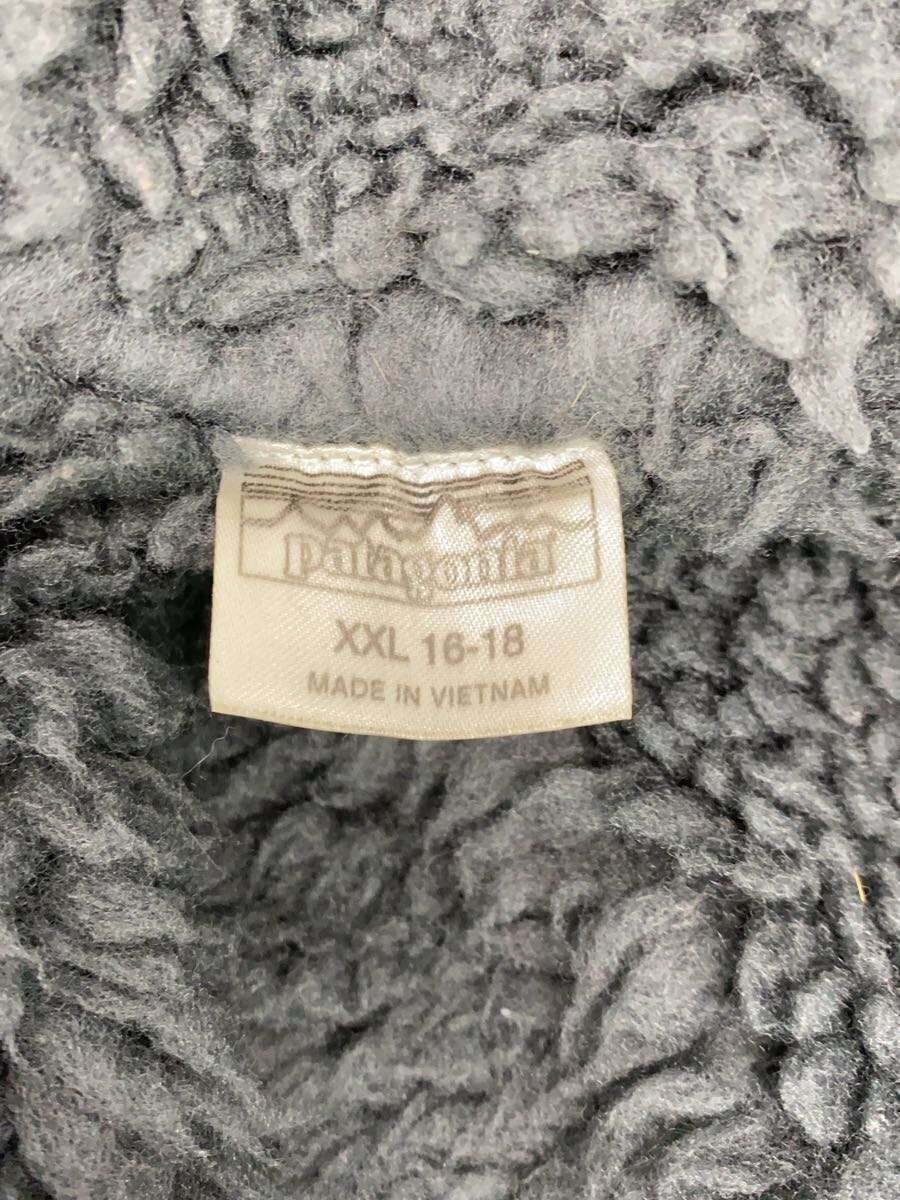 patagonia
XXL 16-18
MADE IN VIETNAM